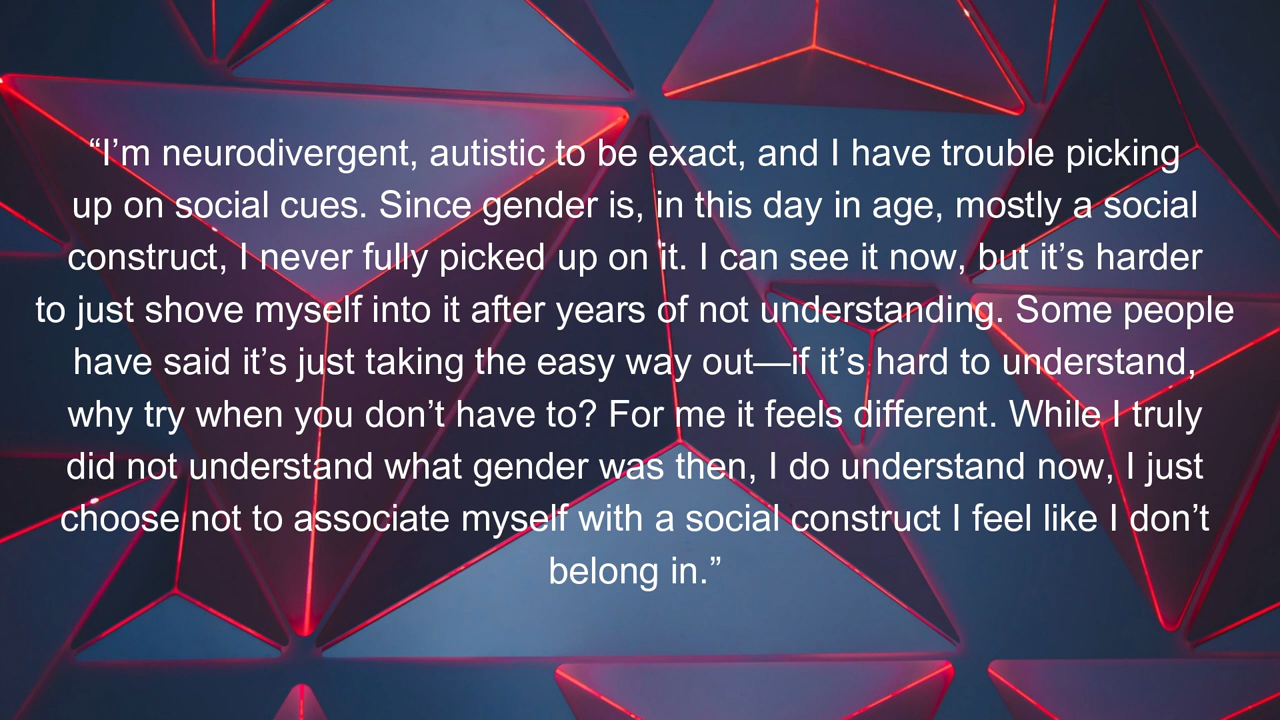 “I’m neurodivergent, autistic to be exact, and I have trouble picking
up on social cues. Since gender is, in this day in age, mostly a social
construct, I never fully picked up on it. I can see it now, but it’s harder
to just shove myself into it after years of not understanding. Some people
have said it’s just taking the easy way out—if it’s hard to understand,
why try when you don’t have to? For me it feels different. While I truly
did not understand what gender was then, I do understand now, I just
choose not to associate myself with a social construct I feel like I don’t
belong in.”